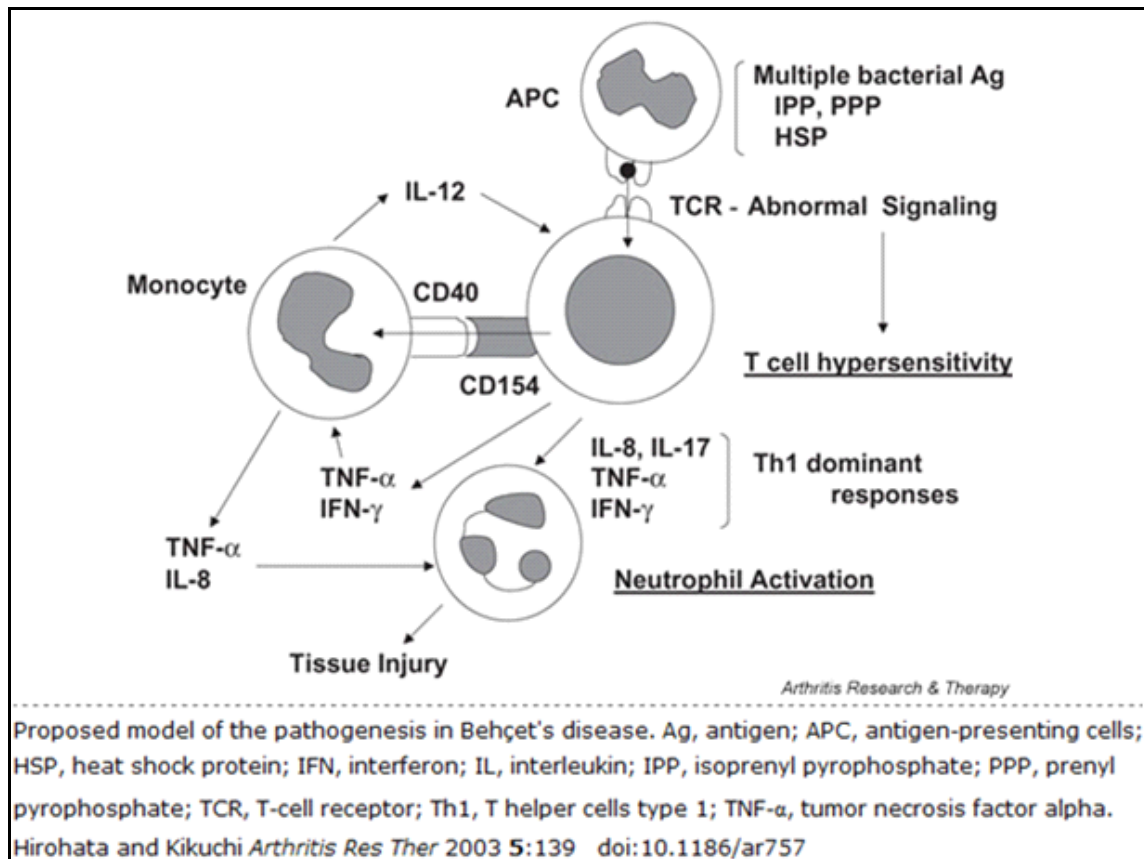 APC
Multiple bacterial Ag
IPP, PPP
HSP
IL-12
TCR - Abnormal Signaling
Monocyte
CD40
CD154
T cell hypersensitivity
TNF-α
IFN-γ
IL-8, IL-17
TNF-α
IFN-γ
Th1 dominant
responses
TNF-α
IL-8
Neutrophil Activation
Tissue Injury
Arthritis Research & Therapy
Proposed model of the pathogenesis in Behçet's disease. Ag, antigen; APC, antigen-presenting cells;
HSP, heat shock protein; IFN, interferon; IL, interleukin; IPP, isoprenyl pyrophosphate; PPP, prenyl
pyrophosphate; TCR, T-cell receptor; Th1, T helper cells type 1; TNF-α, tumor necrosis factor alpha.
Hirohata and Kikuchi Arthritis Res Ther 2003 5:139 doi:10.1186/ar757